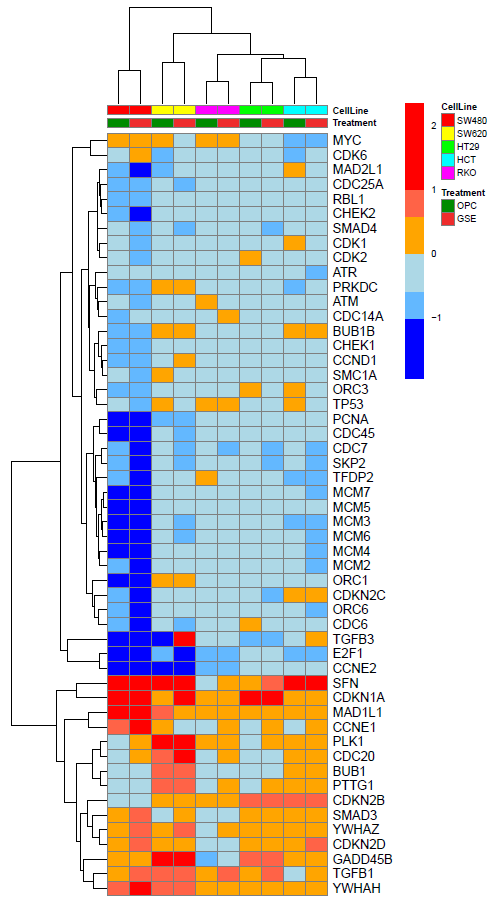 CellLine
Treatment
MYC
CDK6
MAD2L1
CDC25A
RBL1
CHEK2
SMAD4
CDK1
CDK2
ATR
PRKDC
ATM
CDC14A
BUB1B
CHEK1
CCND1
SMC1A
ORC3
TP53
PCNA
CDC45
CDC7
SKP2
TFDP2
MCM7
MCM5
MCM3
MCM6
MCM4
MCM2
ORC1
CDKN2C
ORC6
CDC6
TGFB3
E2F1
CCNE2
SFN
CDKN1A
MAD1L1
CCNE1
PLK1
CDC20
BUB1
PTTG1
CDKN2B
SMAD3
YWHAZ
CDKN2D
GADD45B
TGFB1
YWHAH
2
1
0
−1
CellLine
SW480
SW620
HT29
HCT
RKO
Treatment
OPC
GSE